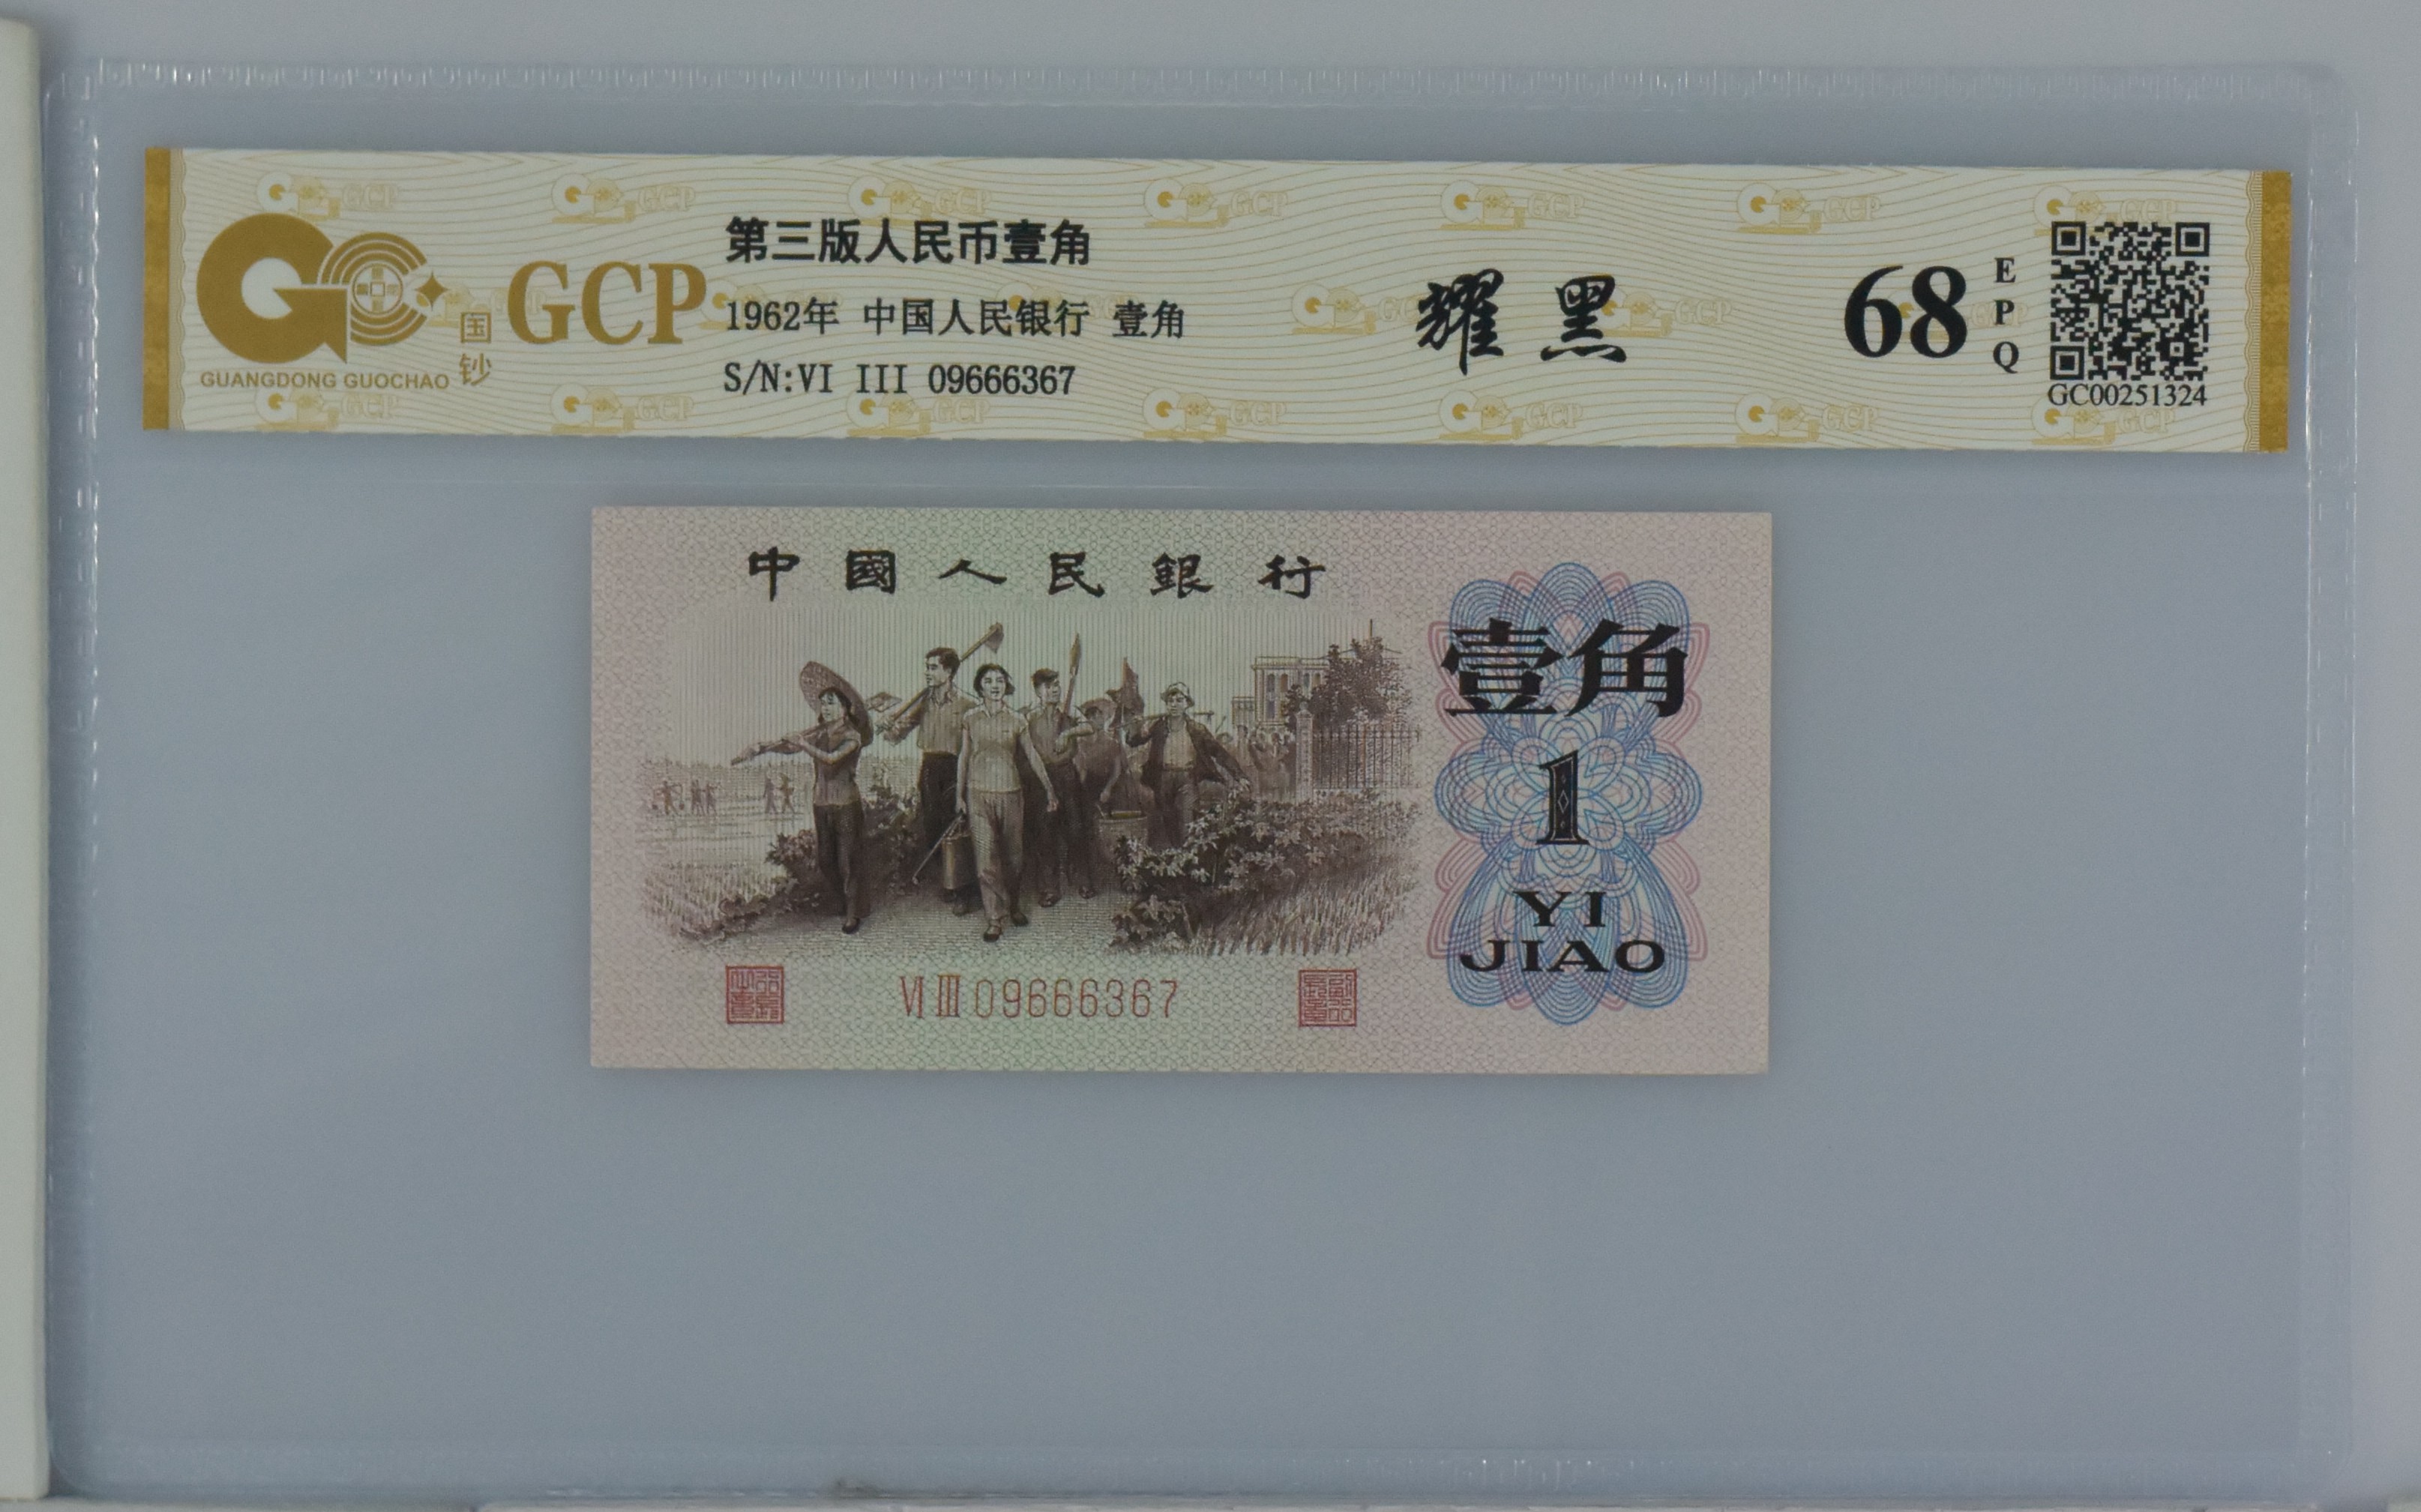 GCP
国钞
GUANGDONG GUOCHAO
第三版人民币壹角
1962年 中国人民银行 壹角
S/N:VI III 09666367
耀黑
68
EPQ
GC00251324
中國人民銀行
壹角
1
YI
JIAO
VI III 09666367